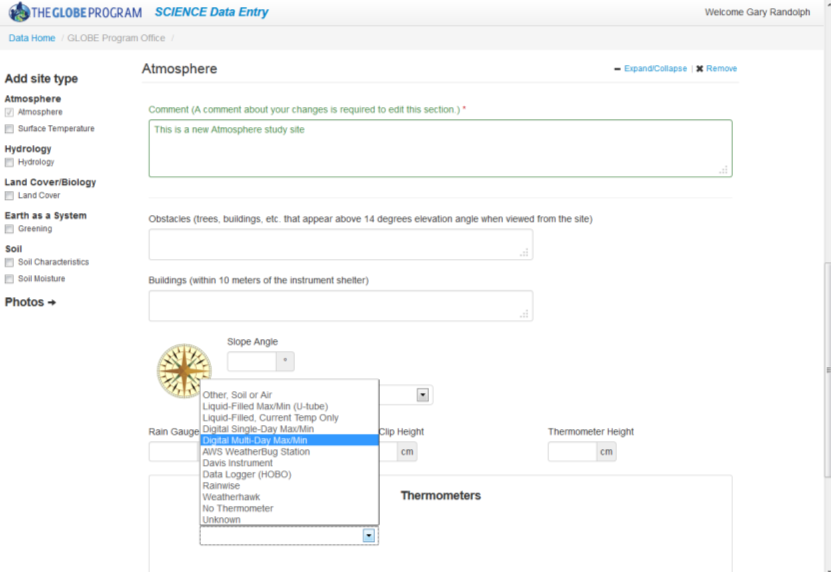 THE GLOBE PROGRAM SCIENCE Data Entry
Welcome Gary Randolph
Data Home / GLOBE Program Office /
Add site type
Atmosphere
Atmosphere
Surface Temperature
Hydrology
Hydrology
Land Cover/Biology
Land Cover
Earth as a System
Greening
Soil
Soil Characteristics
Soil Moisture
Photos →
Atmosphere
Expand/Collapse | ✖ Remove
Comment (A comment about your changes is required to edit this section.) *
This is a new Atmosphere study site
Obstacles (trees, buildings, etc. that appear above 14 degrees elevation angle when viewed from the site)
Buildings (within 10 meters of the instrument shelter)
Slope Angle
°
Rain Gauge
Clip Height
cm
Thermometer Height
cm
Other, Soil or Air
Liquid-Filled Max/Min (U-tube)
Liquid-Filled, Current Temp Only
Digital Single-Day Max/Min
Digital Multi-Day Max/Min
AWS WeatherBug Station
Davis Instrument
Data Logger (HOBO)
Rainwise
Weatherhawk
No Thermometer
Unknown
Thermometers